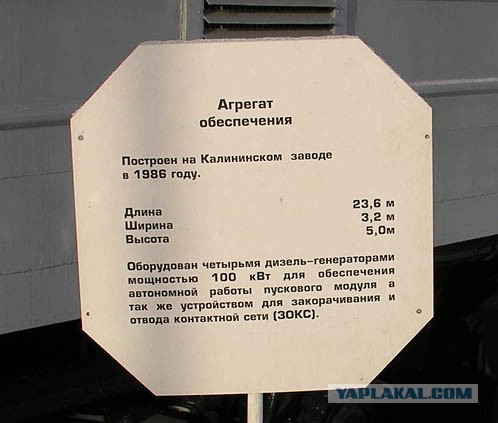 Агрегат
обеспечения
Построен на Калининском заводе
в 1986 году.
Длина 23,6 м
Ширина 3,2 м
Высота 5,0м
Оборудован четырьмя дизель-генераторами
мощностью 100 кВт для обеспечения
автономной работы пускового модуля а
так же устройством для закорачивания и
отвода контактной сети (ЗОКС).
YAPLAKAL.COM